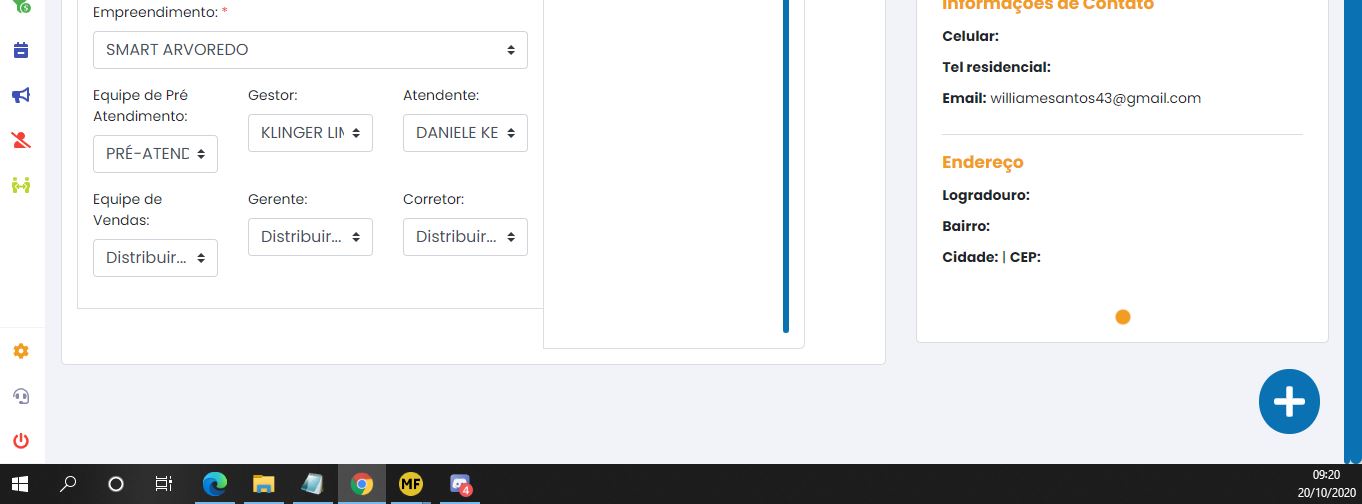 Empreendimento: *
SMART ARVOREDO
Equipe de Pré
Atendimento:
Gestor:
Atendente:
PRÉ-ATEND
KLINGER LIM
DANIELE KE
Equipe de
Vendas:
Gerente:
Corretor:
Distribuir...
Distribuir...
Distribuir...
Informações de Contato
Celular:
Tel residencial:
Email: williamesantos43@gmail.com
Endereço
Logradouro:
Bairro:
Cidade: | CEP:
MF
4
09:20
20/10/2020